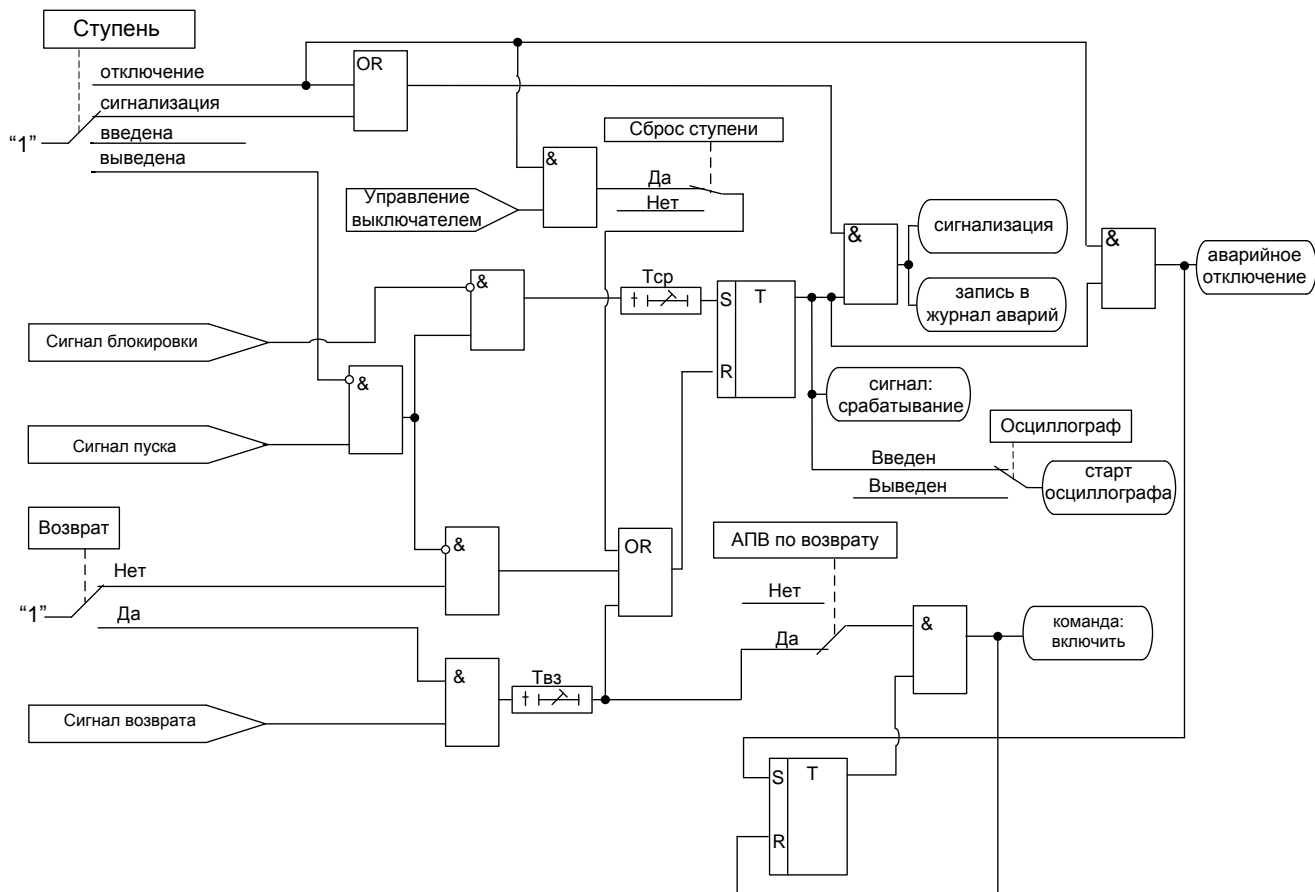 Ступень
отключение
сигнализация
“1”
введена
выведена
OR
&
Сброс ступени
Да
Нет
Управление
выключателем
&
Tср
S
T
R
&
сигнализация
запись в
журнал аварий
&
аварийное
отключение
Сигнал блокировки
&
Сигнал пуска
сигнал:
срабатывание
Осциллограф
Введен
Выведен
старт
осциллографа
Возврат
Нет
“1”
Да
&
OR
АПВ по возврату
Нет
Да
&
команда:
включить
&
Tвз
Сигнал возврата
S
T
R